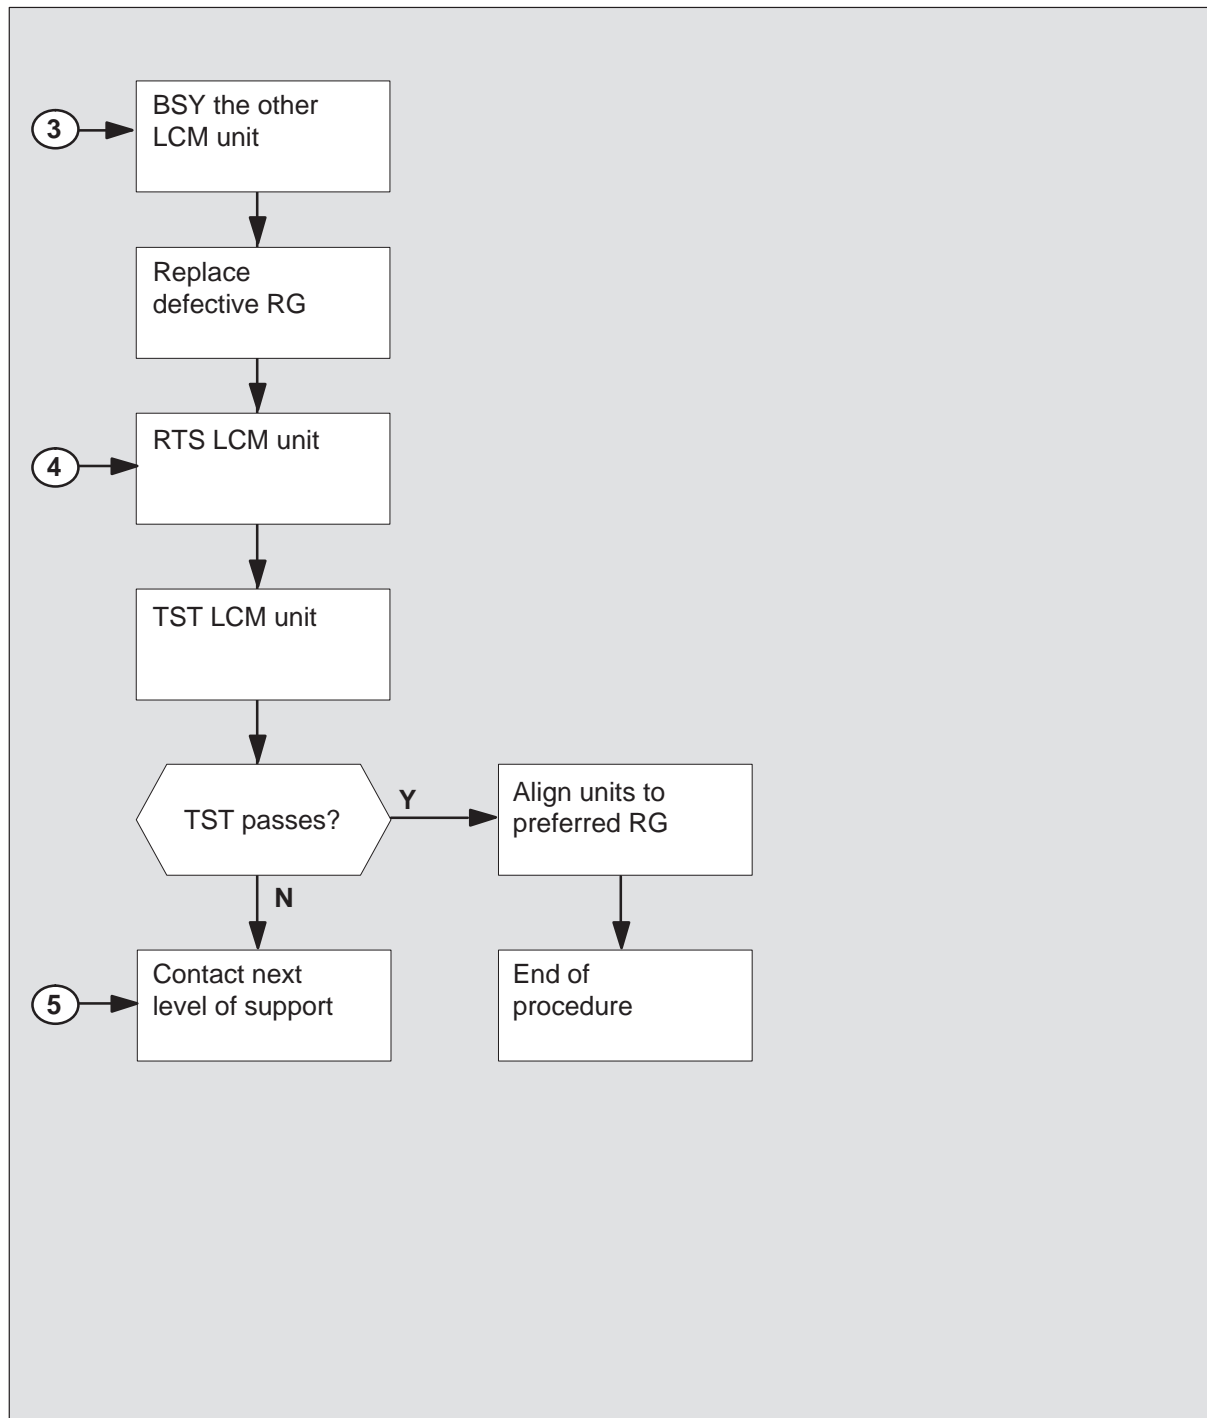 3
BSY the other
LCM unit
Replace
defective RG
4
RTS LCM unit
TST LCM unit
TST passes?
Y
Align units to
preferred RG
N
5
Contact next
level of support
End of
procedure